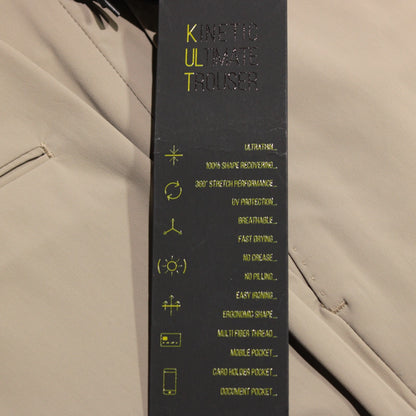 KINETIC
ULTIMATE
TROUSER
ULTRATHIN_
100% SHAPE RECOVERING_
360° STRETCH PERFORMANCE_
UV PROTECTION_
BREATHABLE_
FAST DRYING_
NO CREASE_
NO PILLING_
EASY IRONING_
ERGONOMIC SHAPE_
MULTI FIBER THREAD_
MOBILE POCKET_
CARD HOLDER POCKET_
DOCUMENT POCKET_